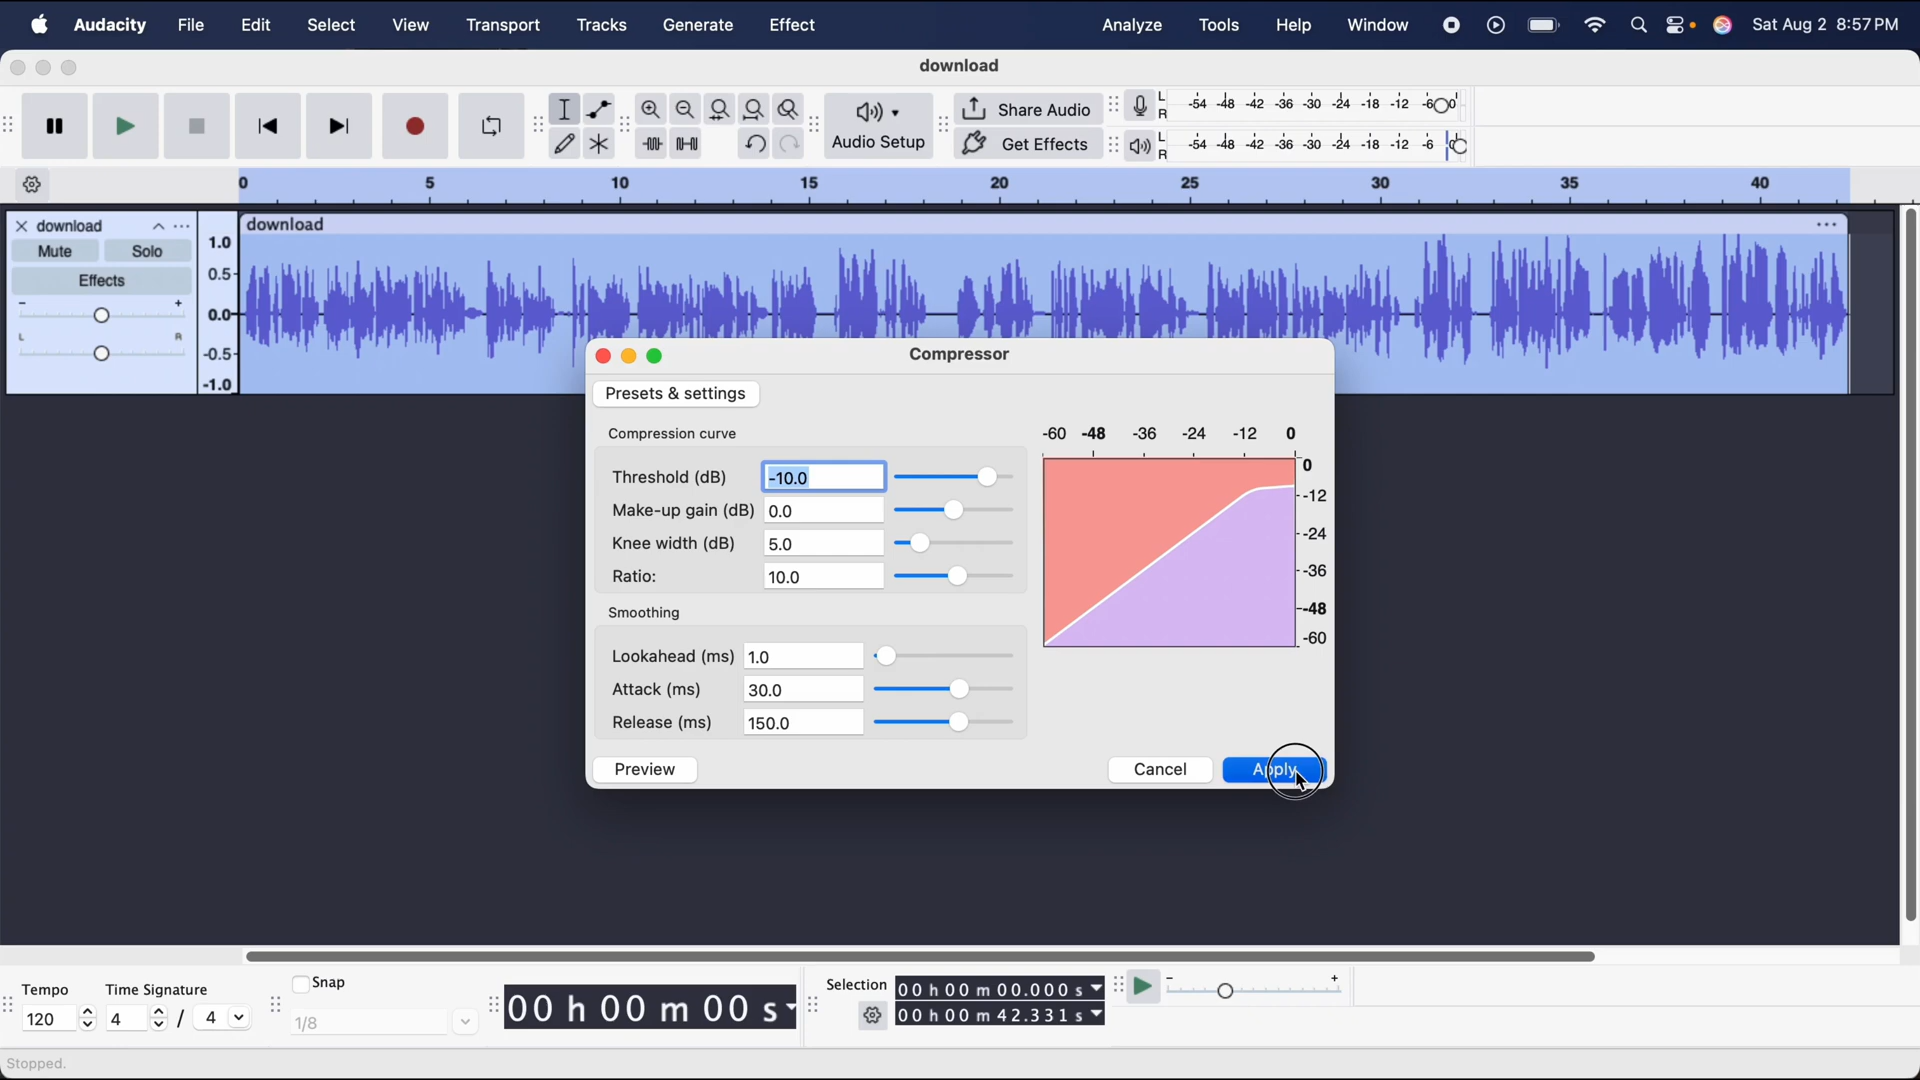 Audacity File Edit Select View Transport Tracks Generate Effect Analyze Tools Help Window Sat Aug 2 8:57 PM
download
Share Audio
Audio Setup
Get Effects
L
R
-54 -48 -42 -36 -30 -24 -18 -12 -6 0
L
R
-54 -48 -42 -36 -30 -24 -18 -12 -6 0
0 5 10 15 20 25 30 35 40
download
Mute Solo
Effects
- +
L R
1.0
0.5
0.0
-0.5
-1.0
download
Compressor
Presets & settings
Compression curve
Threshold (dB) -10.0
Make-up gain (dB) 0.0
Knee width (dB) 5.0
Ratio: 10.0
Smoothing
Lookahead (ms) 1.0
Attack (ms) 30.0
Release (ms) 150.0
-60 -48 -36 -24 -12 0
0
-12
-24
-36
-48
-60
Preview Cancel Apply
Tempo
120
Time Signature
4 / 4
Snap
1/8
00 h 00 m 00 s
Selection
00 h 00 m 00.000 s
00 h 00 m 42.331 s
- +
Stopped.